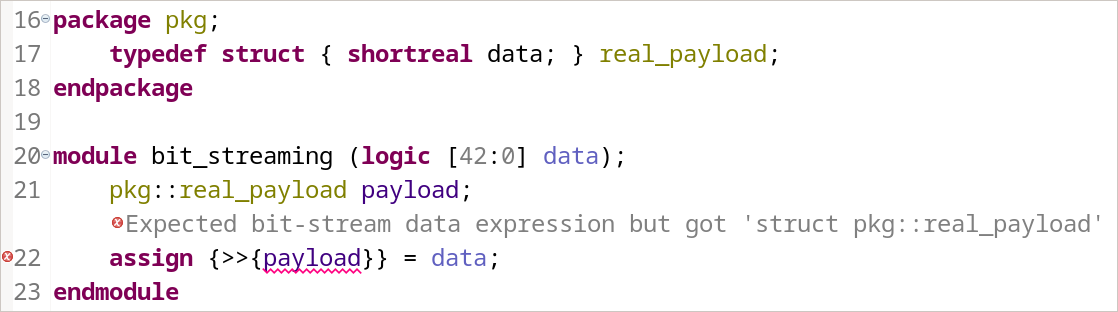 16 package pkg;
17     typedef struct { shortreal data; } real_payload;
18 endpackage
19
20 module bit_streaming (logic [42:0] data);
21     pkg::real_payload payload;
Expected bit-stream data expression but got 'struct pkg::real_payload'
22     assign {>>{payload}} = data;
23 endmodule